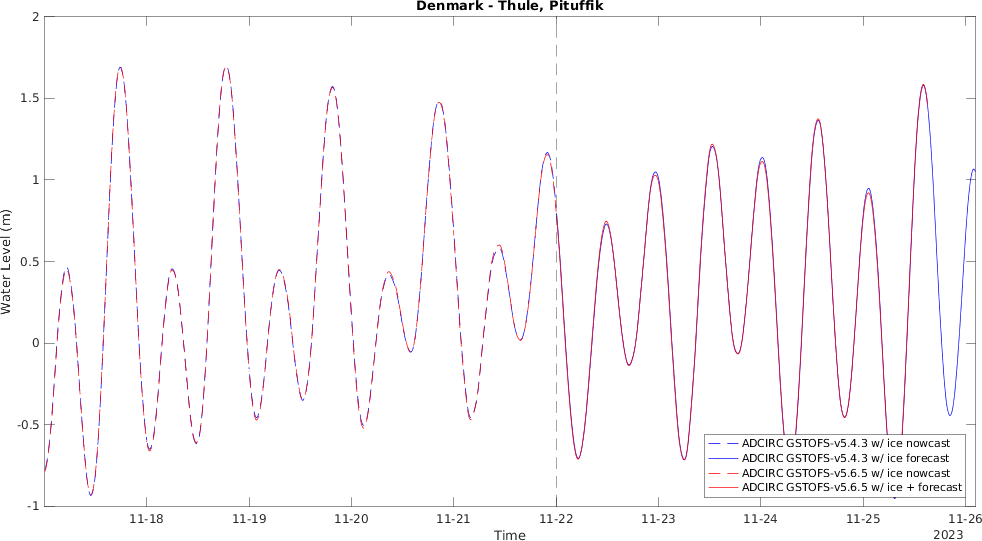 Denmark - Thule, Pituffik
2
1.5
1
0.5
0
-0.5
-1
Water Level (m)
11-18
11-19
11-20
11-21
11-22
11-23
11-24
11-25
11-26
Time
2023
ADCIRC GSTOFS-v5.4.3 w/ ice nowcast
ADCIRC GSTOFS-v5.4.3 w/ ice forecast
ADCIRC GSTOFS-v5.6.5 w/ ice nowcast
ADCIRC GSTOFS-v5.6.5 w/ ice + forecast